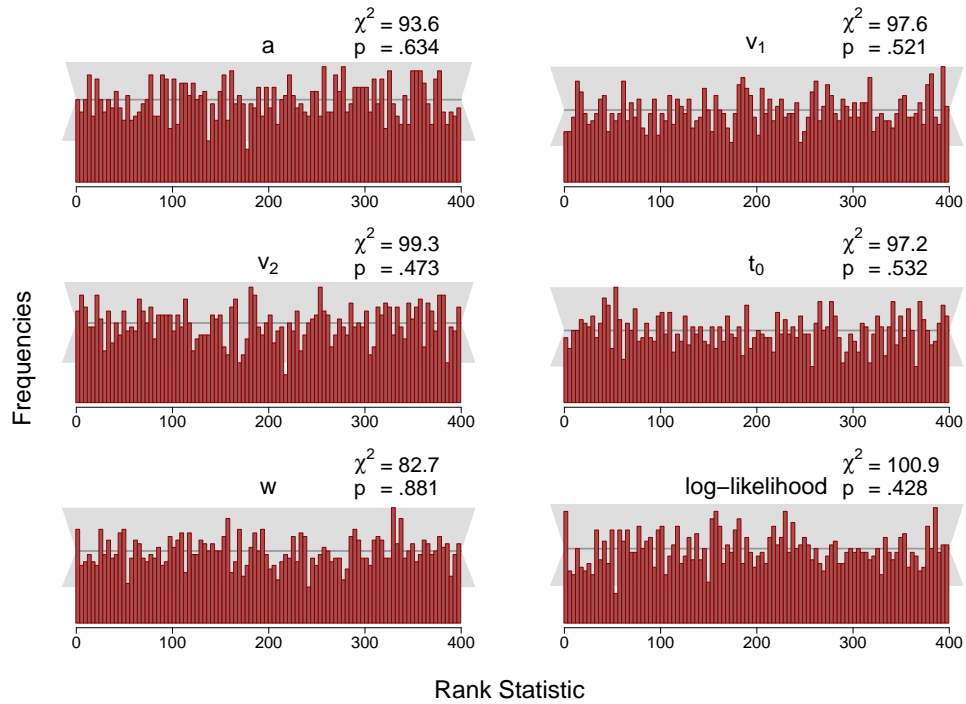 a
χ² = 93.6
p = .634
0 100 200 300 400
v₁
χ² = 97.6
p = .521
0 100 200 300 400
v₂
χ² = 99.3
p = .473
0 100 200 300 400
t₀
χ² = 97.2
p = .532
0 100 200 300 400
w
χ² = 82.7
p = .881
0 100 200 300 400
log−likelihood
χ² = 100.9
p = .428
0 100 200 300 400
Frequencies
Rank Statistic